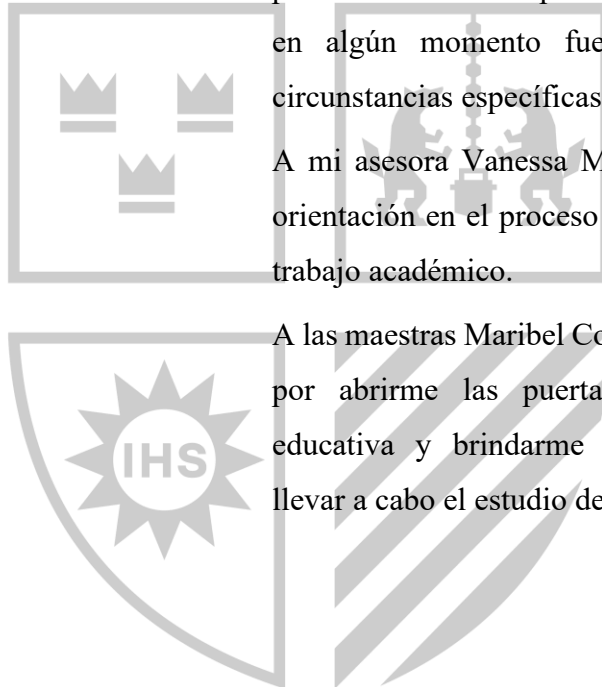 en algún momento fue
circunstancias específicas
A mi asesora Vanessa M
orientación en el proceso
trabajo académico.
A las maestras Maribel Co
por abrirme las puerta
educativa y brindarme
llevar a cabo el estudio de
IHS